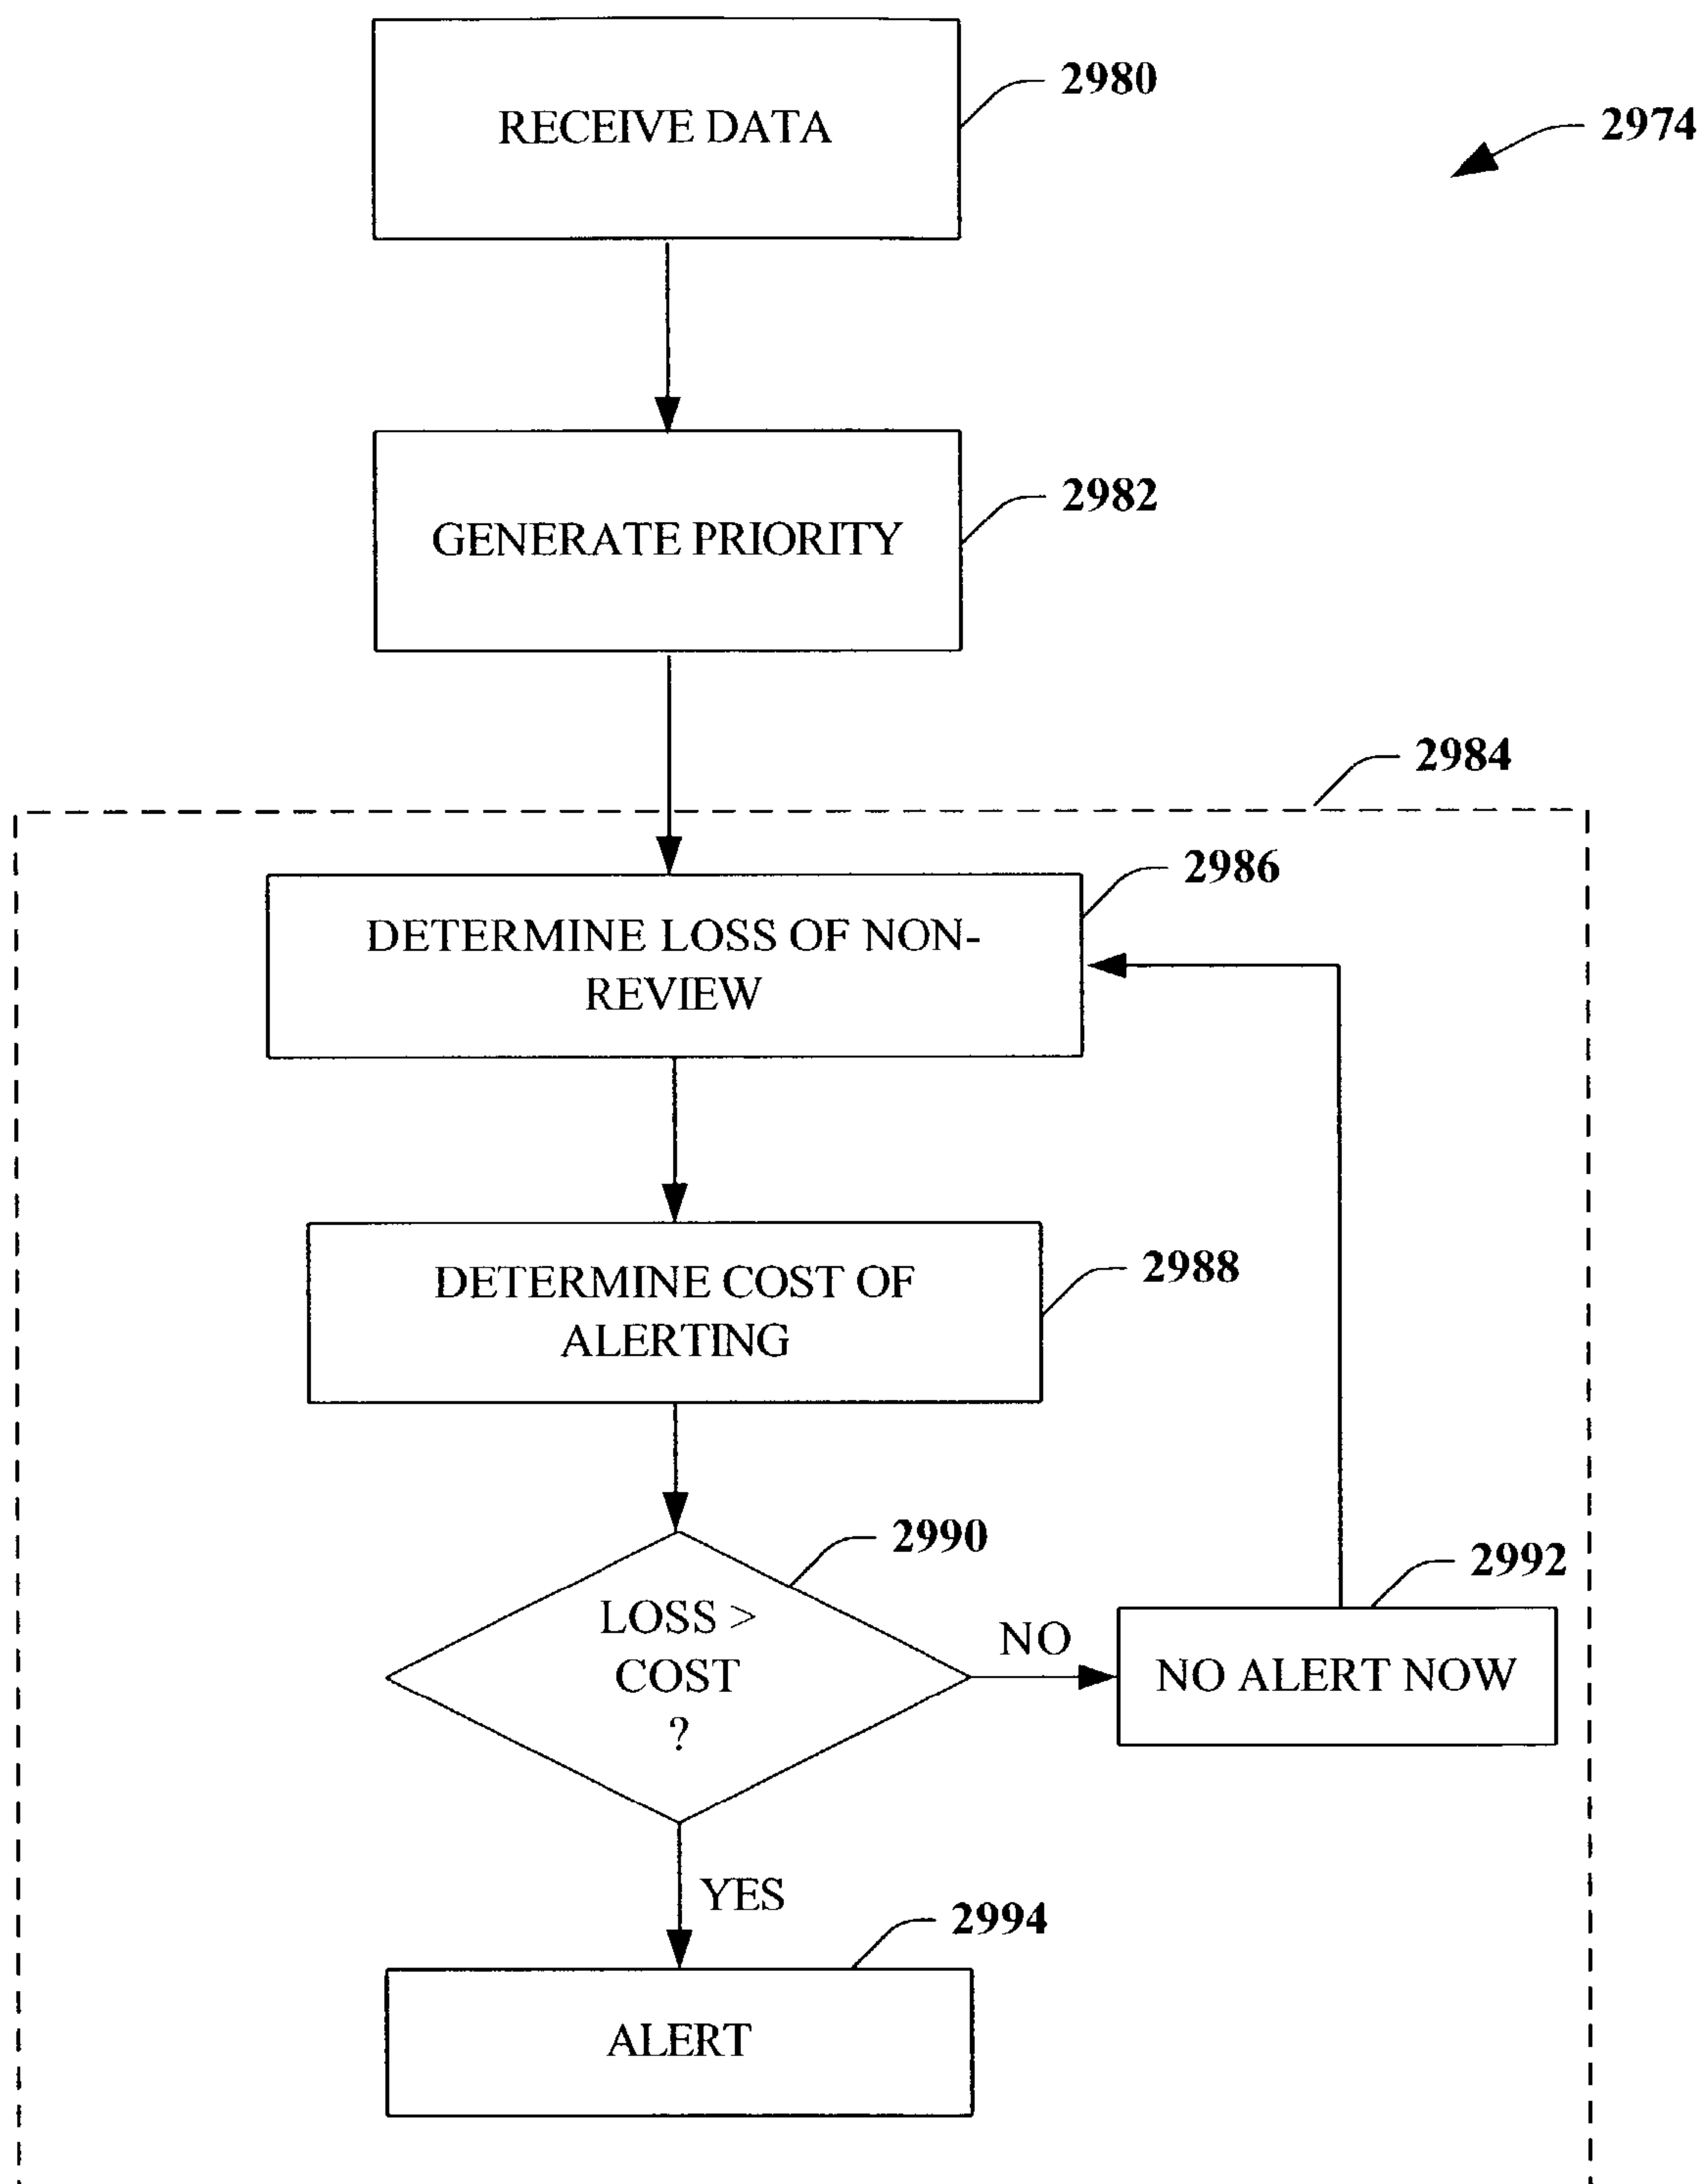 2980
RECEIVE DATA
2974
2982
GENERATE PRIORITY
2984
2986
DETERMINE LOSS OF NON-
REVIEW
2988
DETERMINE COST OF
ALERTING
2990
LOSS >
COST
?
NO
2992
NO ALERT NOW
YES
2994
ALERT